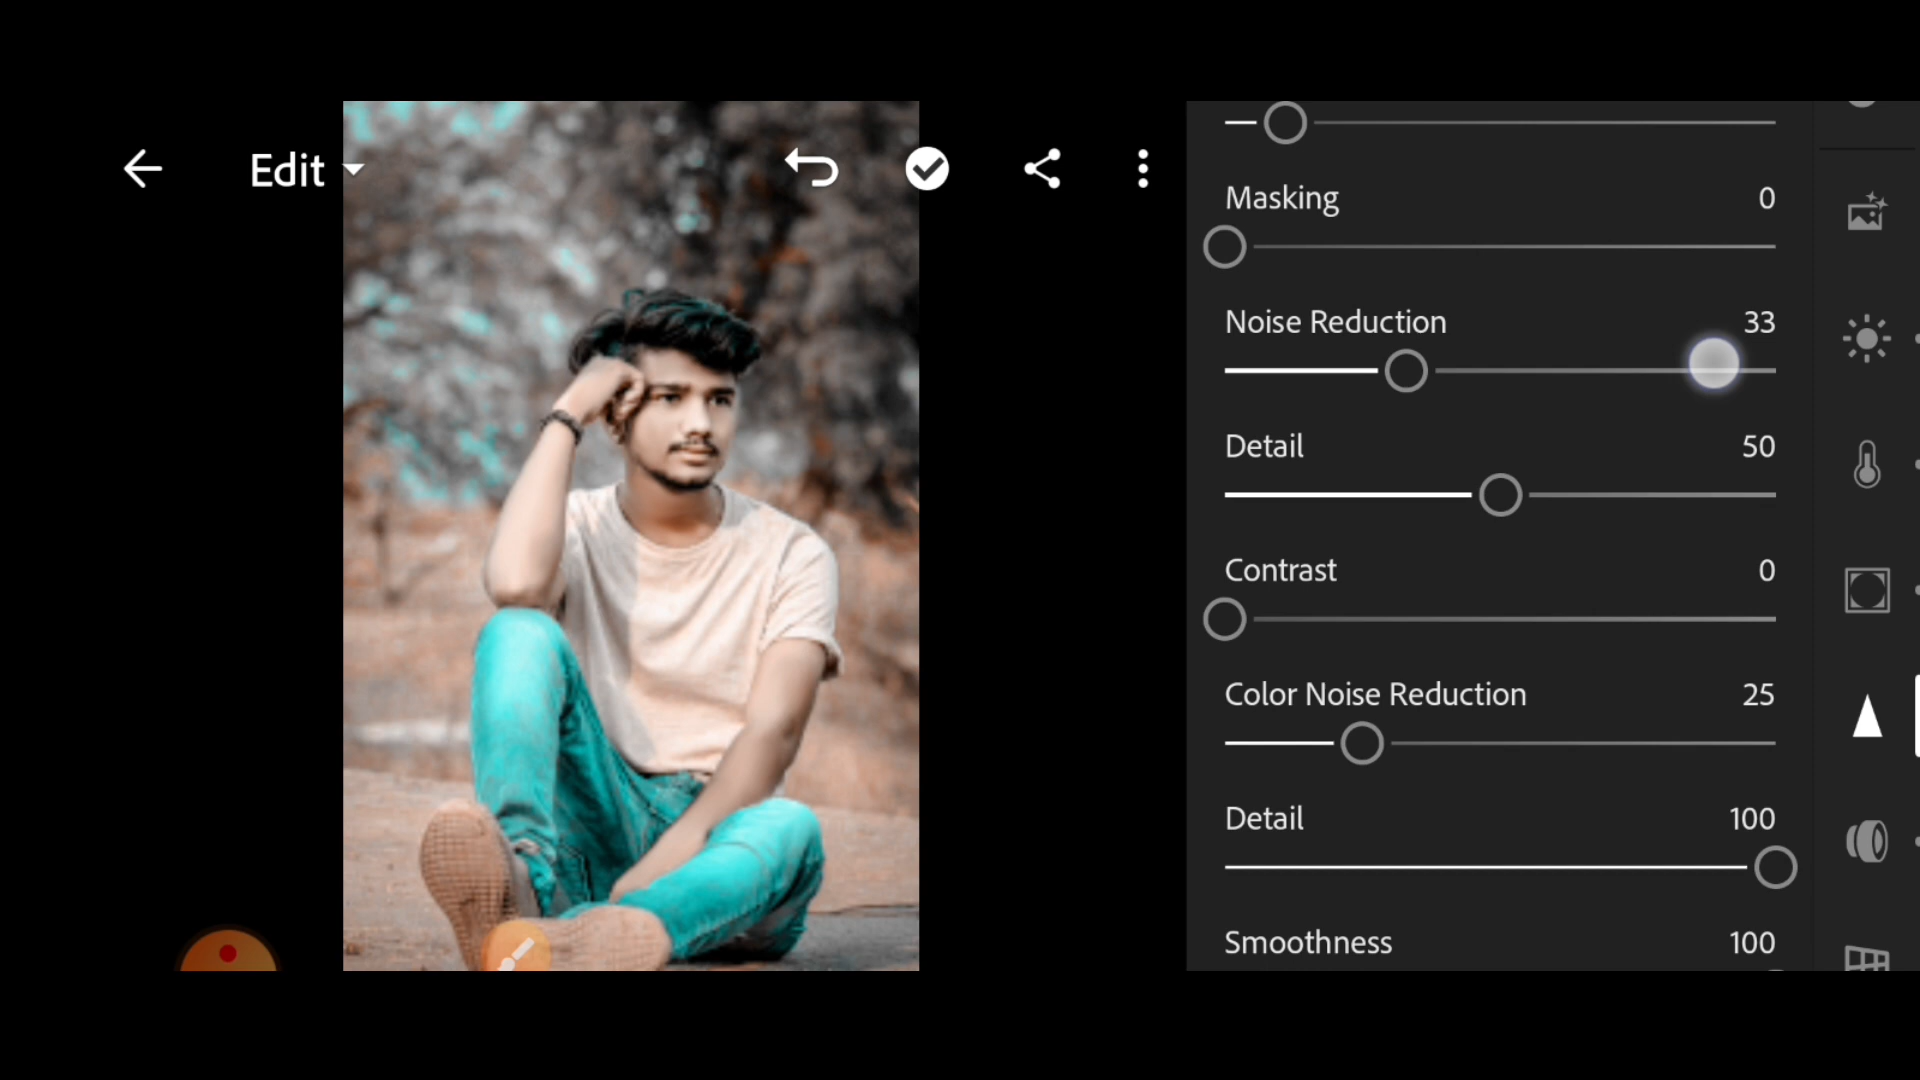 Edit
Masking 0
Noise Reduction 33
Detail 50
Contrast 0
Color Noise Reduction 25
Detail 100
Smoothness 100